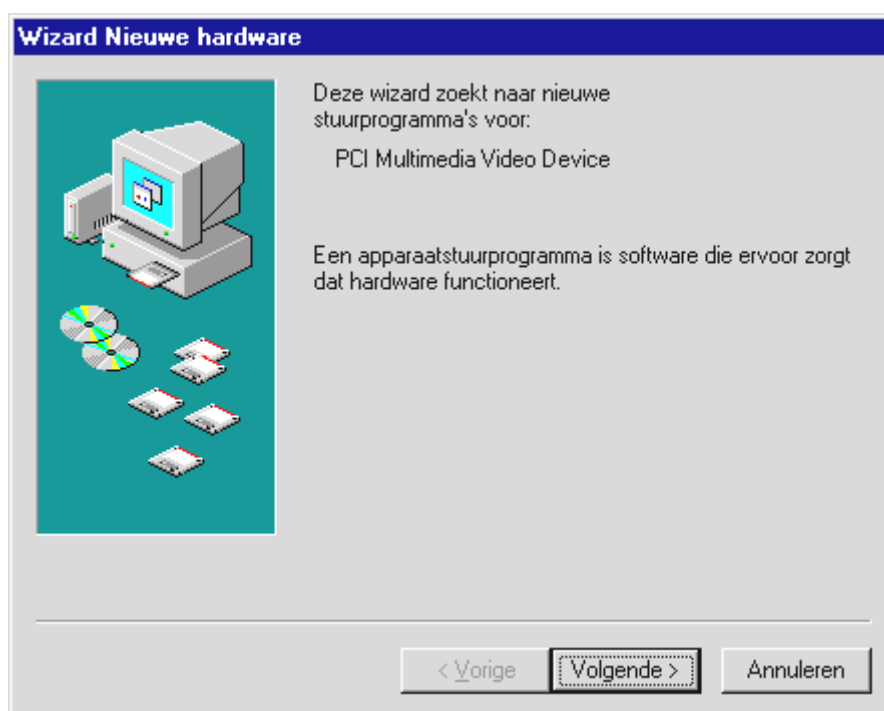 Wizard Nieuwe hardware
Deze wizard zoekt naar nieuwe
stuurprogramma's voor:
PCI Multimedia Video Device
Een apparaatstuurprogramma is software die ervoor zorgt
dat hardware functioneert.
< Vorige
Volgende >
Annuleren